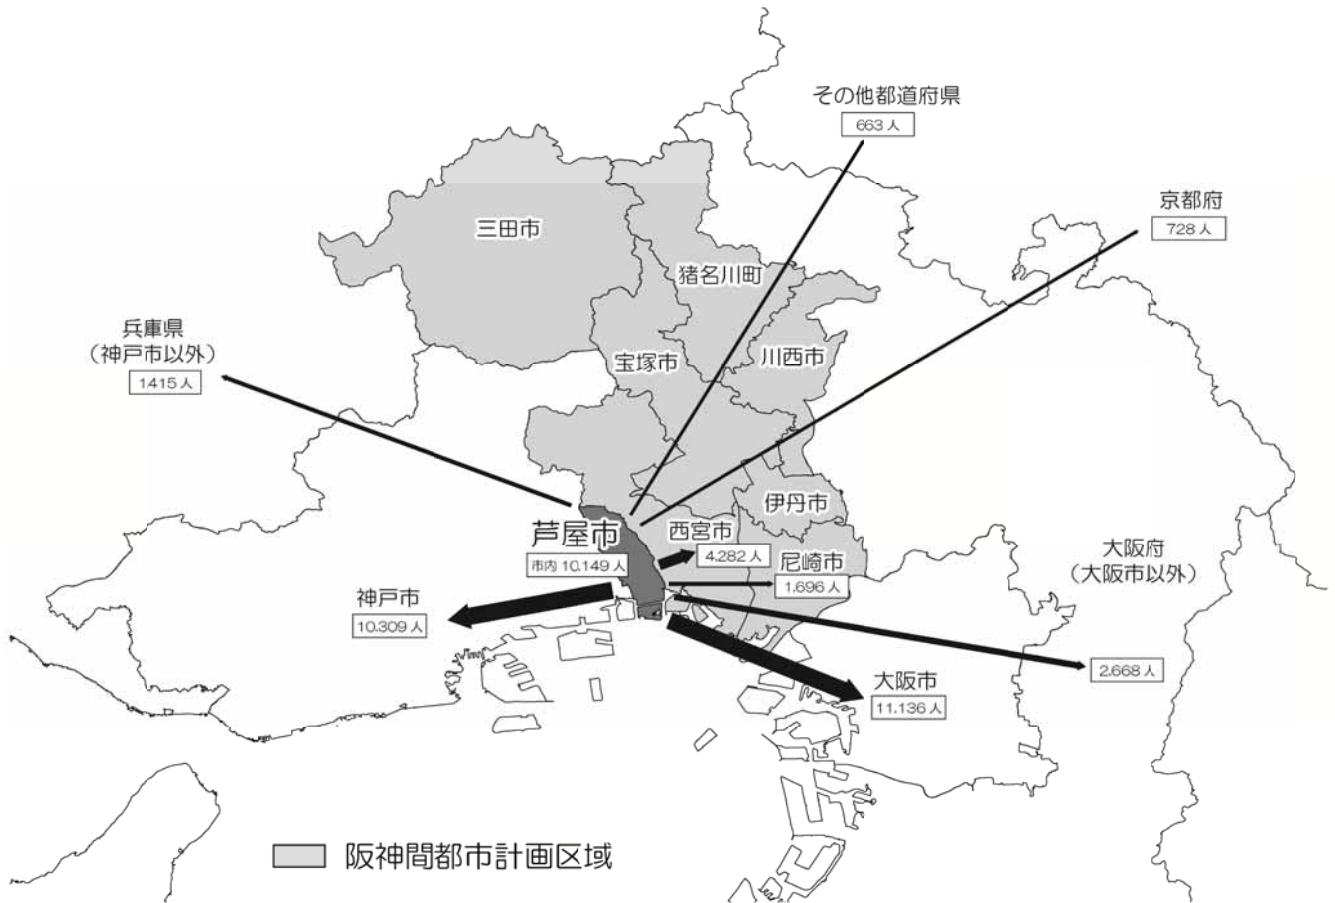 その他都道府県
663 人
京都府
728 人
三田市
猪名川町
兵庫県
（神戸市以外）
1415 人
宝塚市
川西市
伊丹市
芦屋市
市内 10.149 人
西宮市
4.282 人
尼崎市
1.696 人
大阪府
（大阪市以外）
2.668 人
神戸市
10.309 人
大阪市
11.136 人
阪神間都市計画区域